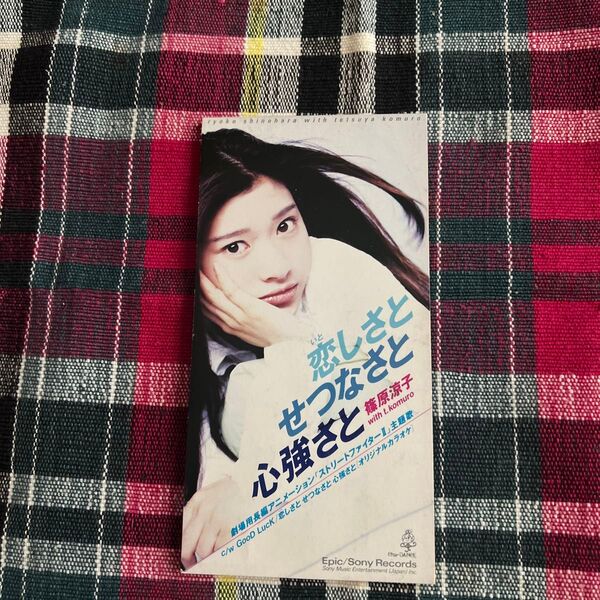 ryoko shinohara with tetsuya komuro
いと
恋しさと
せつなさと
心強さと
篠原涼子
with t.komuro
劇場用長編アニメーション「ストリートファイターII」主題歌
c/w GooD LucK/恋しさと せつなさと 心強さと(オリジナルカラオケ)
Epic/Sony Records
Sony Music Entertainment (Japan) Inc.